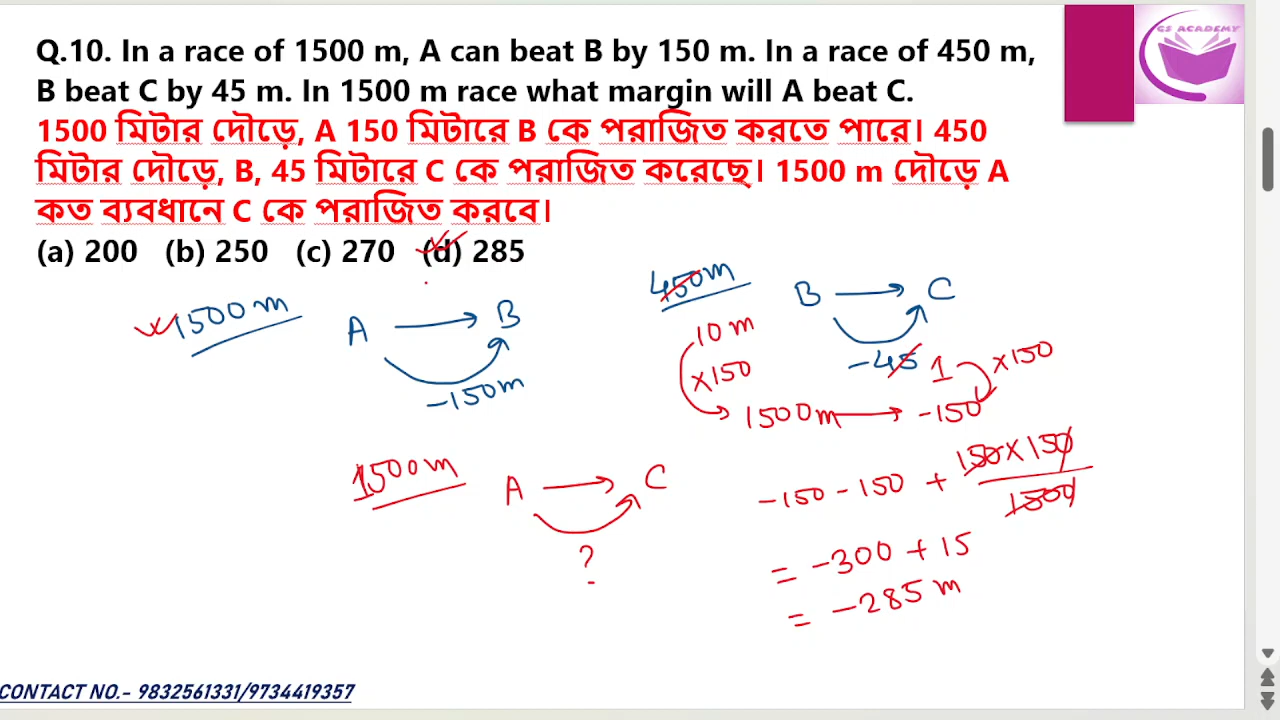 Q.10. In a race of 1500 m, A can beat B by 150 m. In a race of 450 m,
B beat C by 45 m. In 1500 m race what margin will A beat C.
1500 মিটার দৌড়ে, A 150 মিটারে B কে পরাজিত করতে পারে। 450
মিটার দৌড়ে, B, 45 মিটারে C কে পরাজিত করেছে। 1500 m দৌড়ে A
কত ব্যবধানে C কে পরাজিত করবে।
(a) 200 (b) 250 (c) 270 (d) 285
GS ACADEMY
1500 m
A → B
-150m
450m
B → C
-45
10 m
1
×150
×150
1500m → -150
1500m
A → C
?
-150 - 150 + 150×150
1500
= -300 + 15
= -285 m
CONTACT NO.- 9832561331/9734419357